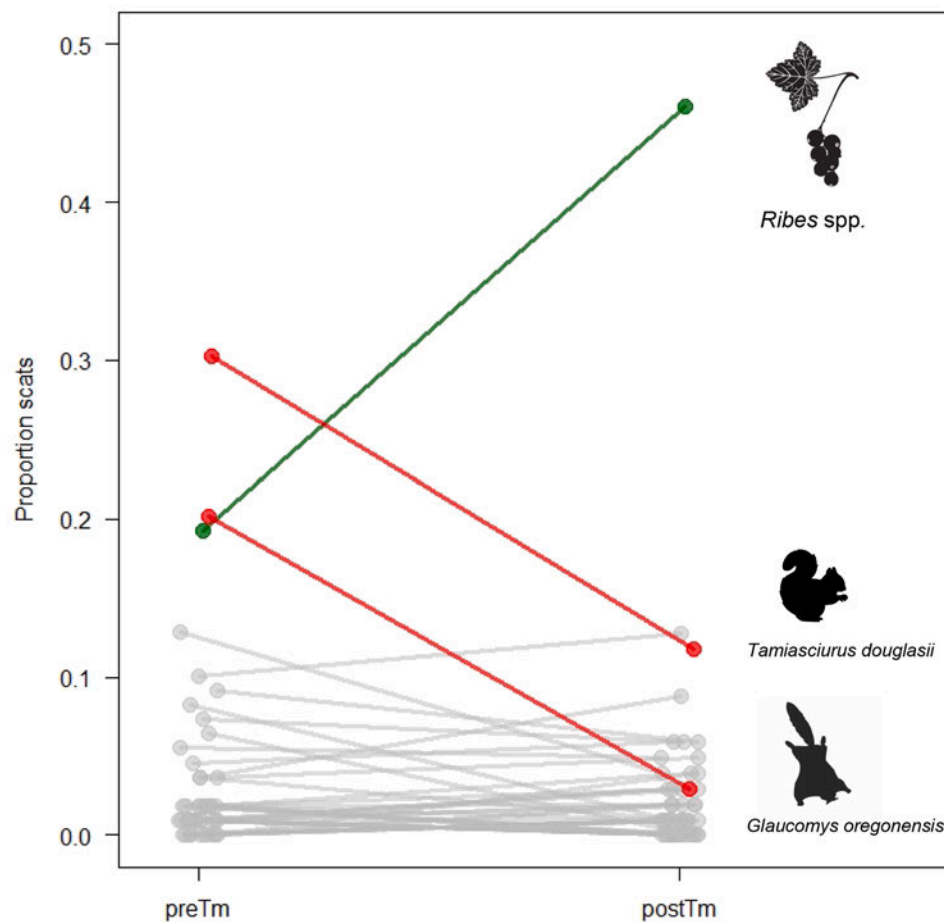 Proportion scats
0.5
0.4
0.3
0.2
0.1
0.0
preTm
postTm
Ribes spp.
Tamiasciurus douglasii
Glaucomys oregonensis